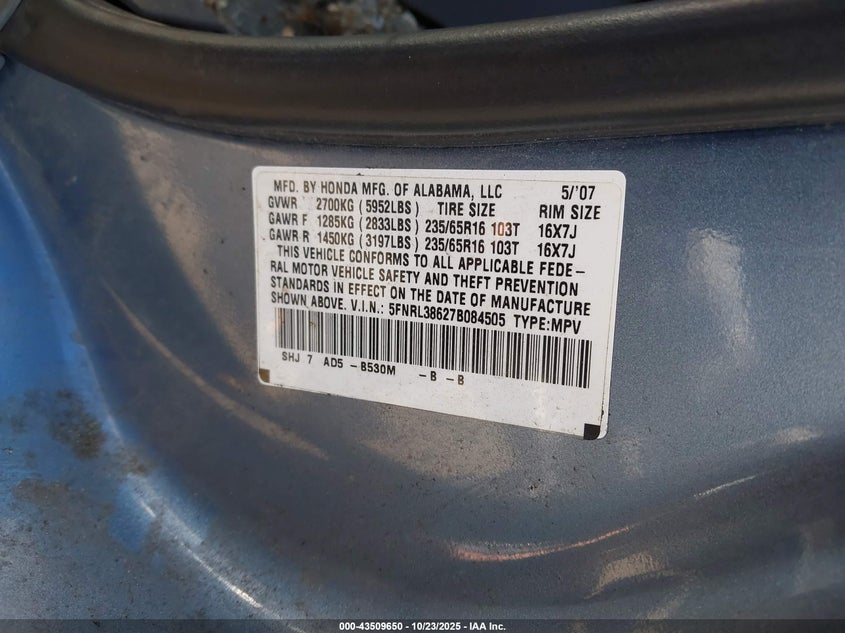 MFD. BY HONDA MFG. OF ALABAMA, LLC 5/'07
GVWR 2700KG (5952LBS) TIRE SIZE RIM SIZE
GAWR F 1285KG (2833LBS) 235/65R16 103T 16X7J
GAWR R 1450KG (3197LBS) 235/65R16 103T 16X7J
THIS VEHICLE CONFORMS TO ALL APPLICABLE FEDE-
RAL MOTOR VEHICLE SAFETY AND THEFT PREVENTION
STANDARDS IN EFFECT ON THE DATE OF MANUFACTURE
SHOWN ABOVE. V.I.N.: 5FNRL38627B084505 TYPE:MPV
SHJ 7 AD5 -B530M -B -B
000-43509650 - 10/23/2025 - IAA Inc.